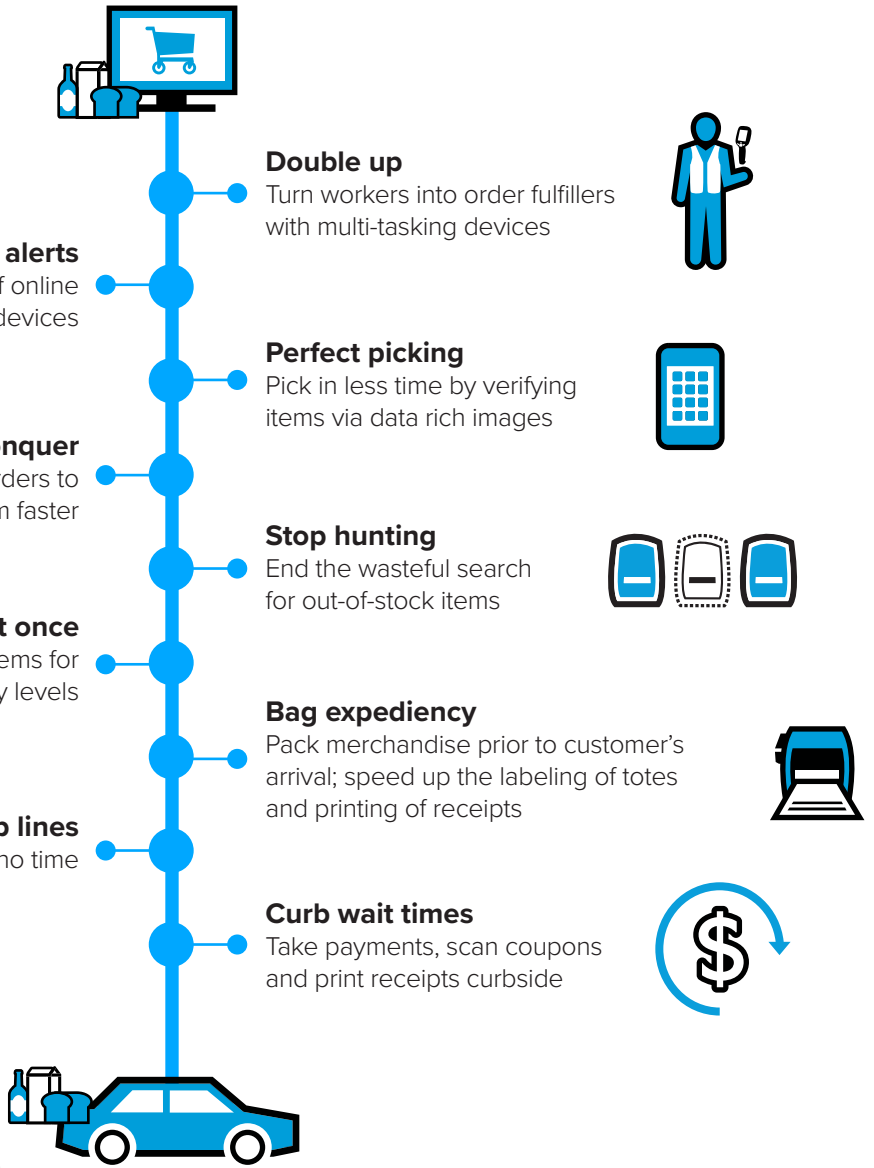 Double up
Turn workers into order fulfillers
with multi-tasking devices
alerts
online
devices
Perfect picking
Pick in less time by verifying
items via data rich images
to
faster
Stop hunting
End the wasteful search
for out-of-stock items
once
for
levels
Bag expediency
Pack merchandise prior to customer’s
arrival; speed up the labeling of totes
and printing of receipts
lines
no time
Curb wait times
Take payments, scan coupons
and print receipts curbside